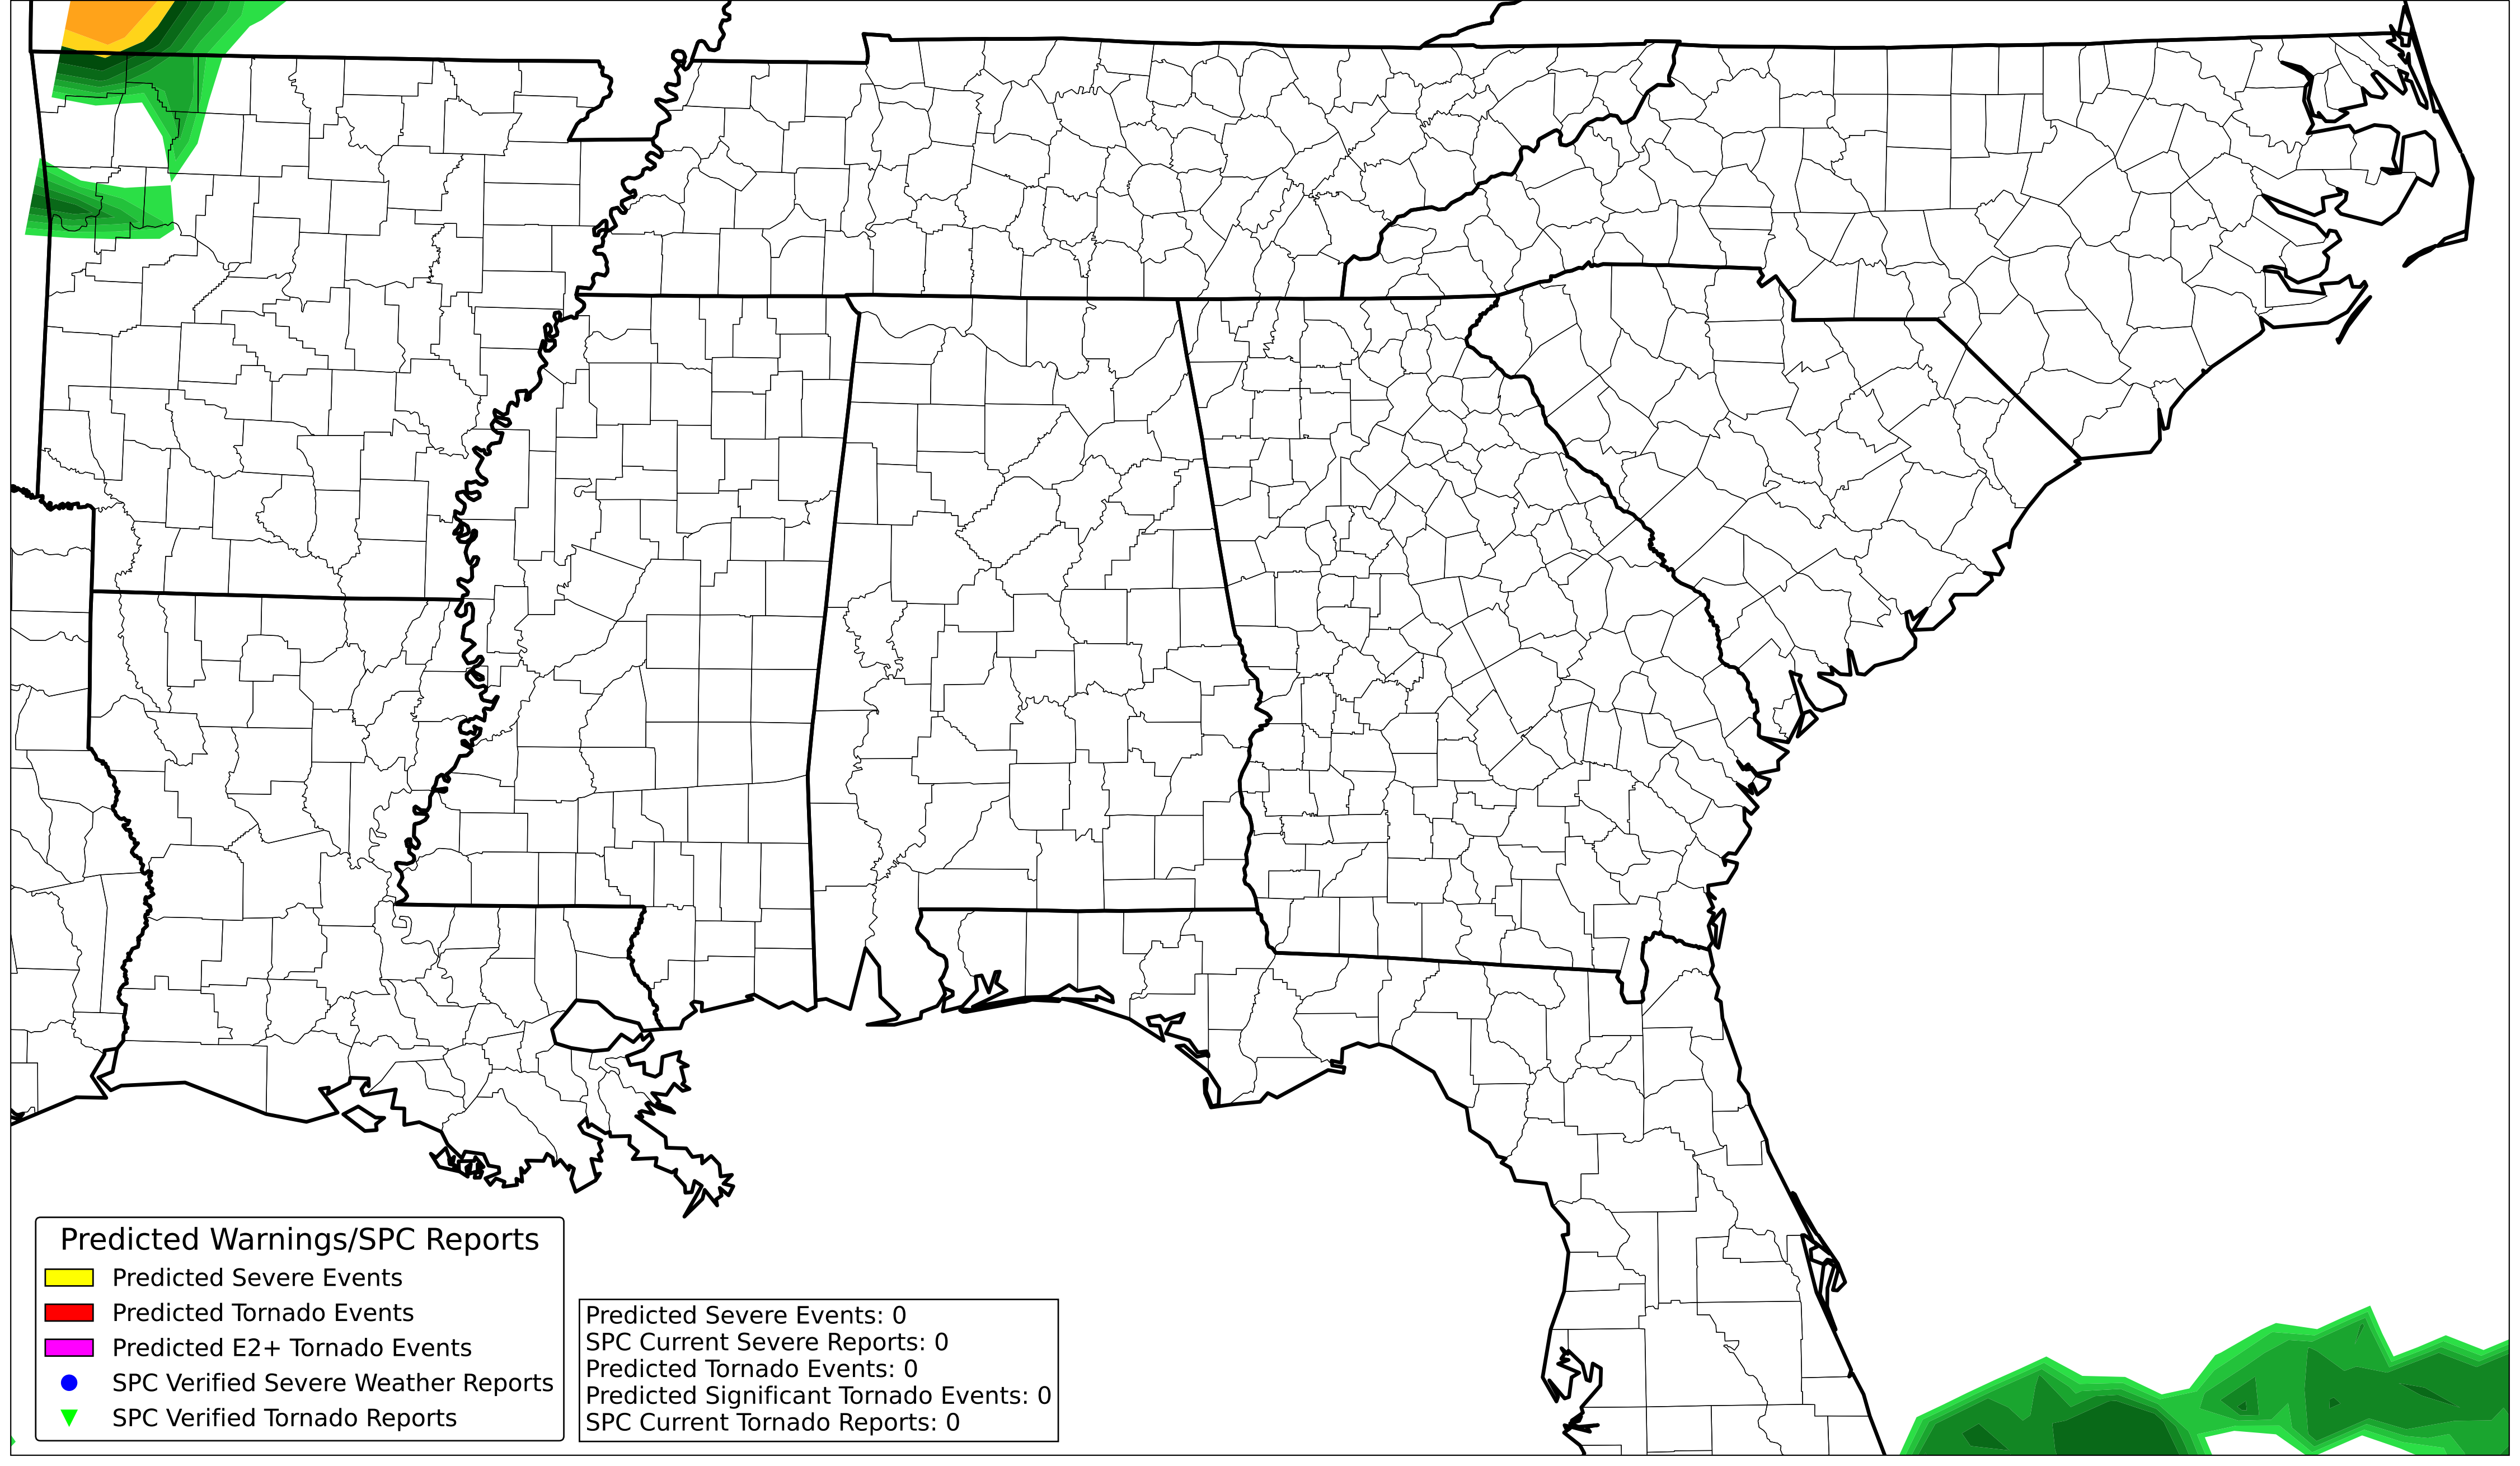 Predicted Warnings/SPC Reports
Predicted Severe Events
Predicted Tornado Events
Predicted E2+ Tornado Events
SPC Verified Severe Weather Reports
SPC Verified Tornado Reports
Predicted Severe Events: 0
SPC Current Severe Reports: 0
Predicted Tornado Events: 0
Predicted Significant Tornado Events: 0
SPC Current Tornado Reports: 0